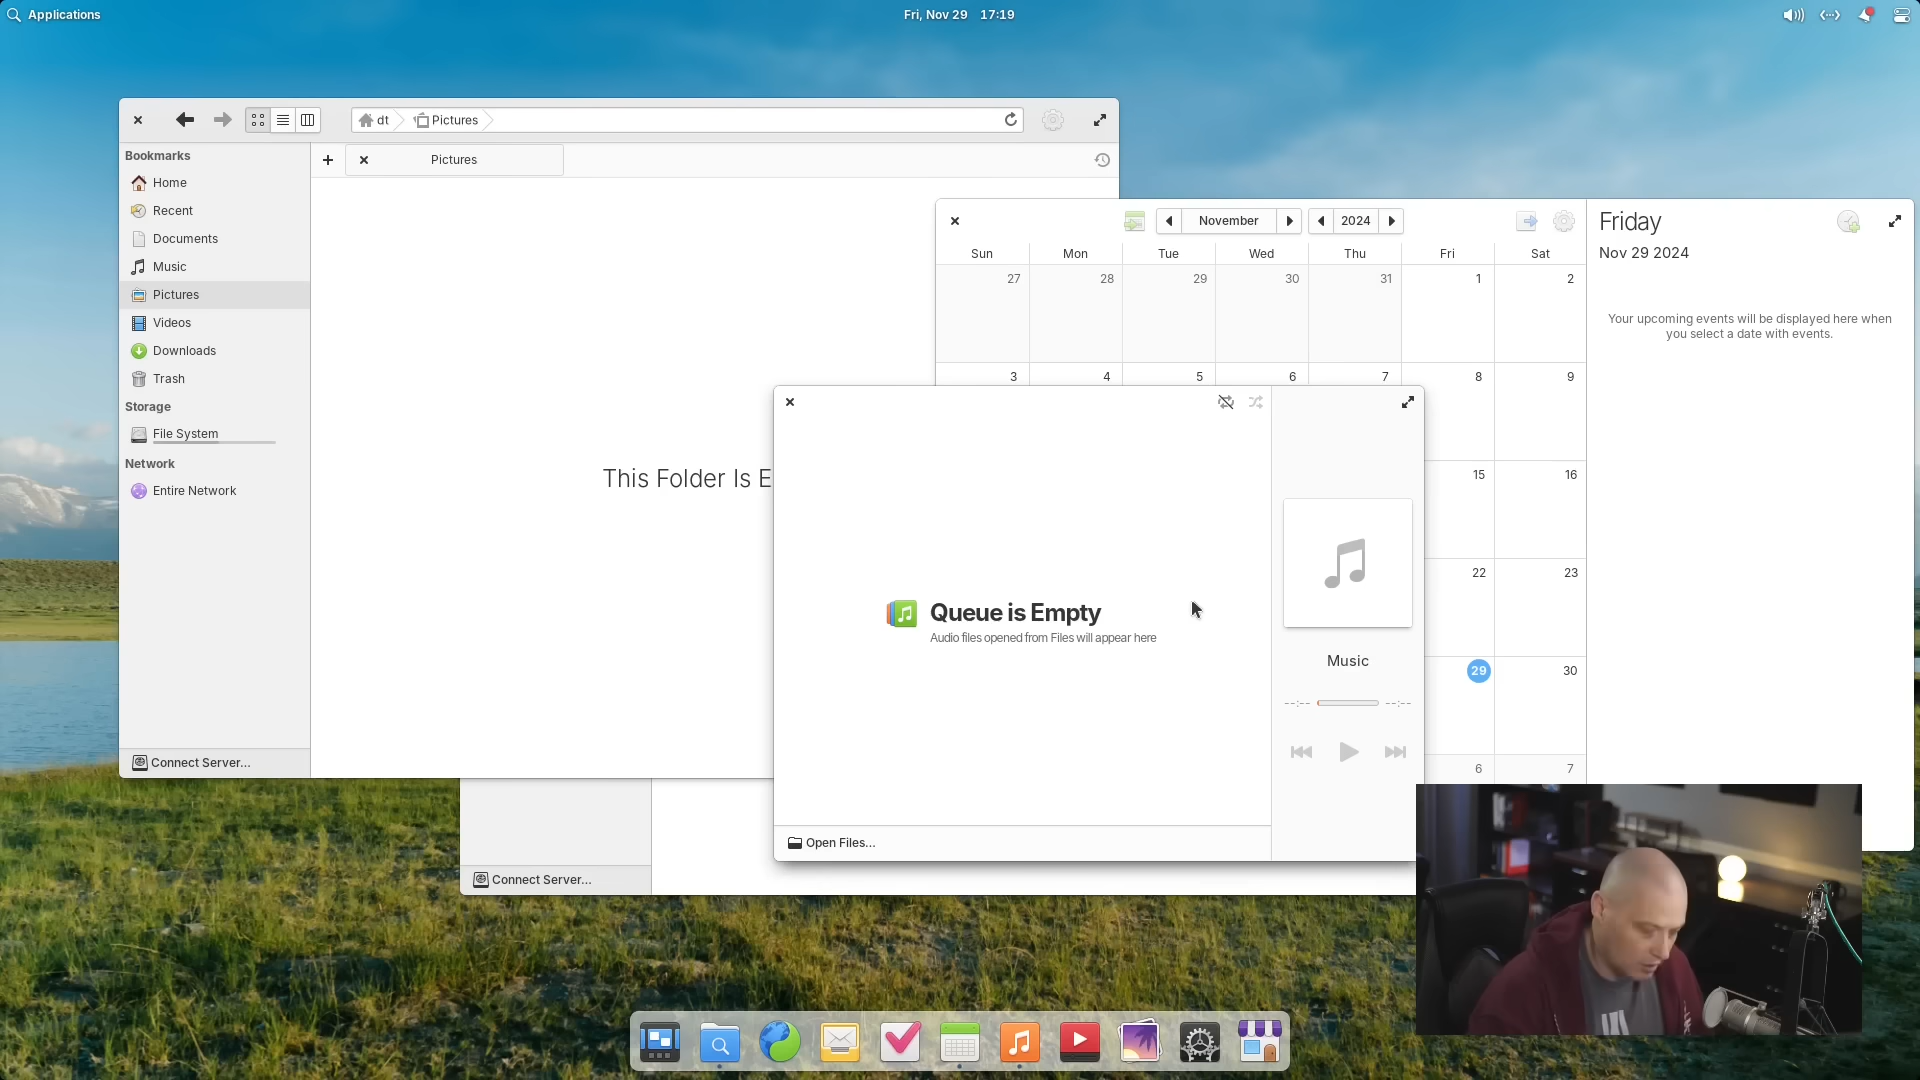 Applications
Fri, Nov 29 17:19
dt
Pictures
Bookmarks
Home
Recent
Documents
Music
Pictures
Videos
Downloads
Trash
Storage
File System
Network
Entire Network
Connect Server...
Pictures
This Folder Is E
Connect Server...
November
2024
Sun Mon Tue Wed Thu Fri Sat
27 28 29 30 31 1 2
3 4 5 6 7 8 9
15 16
22 23
29 30
6 7
Friday
Nov 29 2024
Your upcoming events will be displayed here when
you select a date with events.
Queue is Empty
Audio files opened from Files will appear here
Open Files...
Music
--:-- --:--